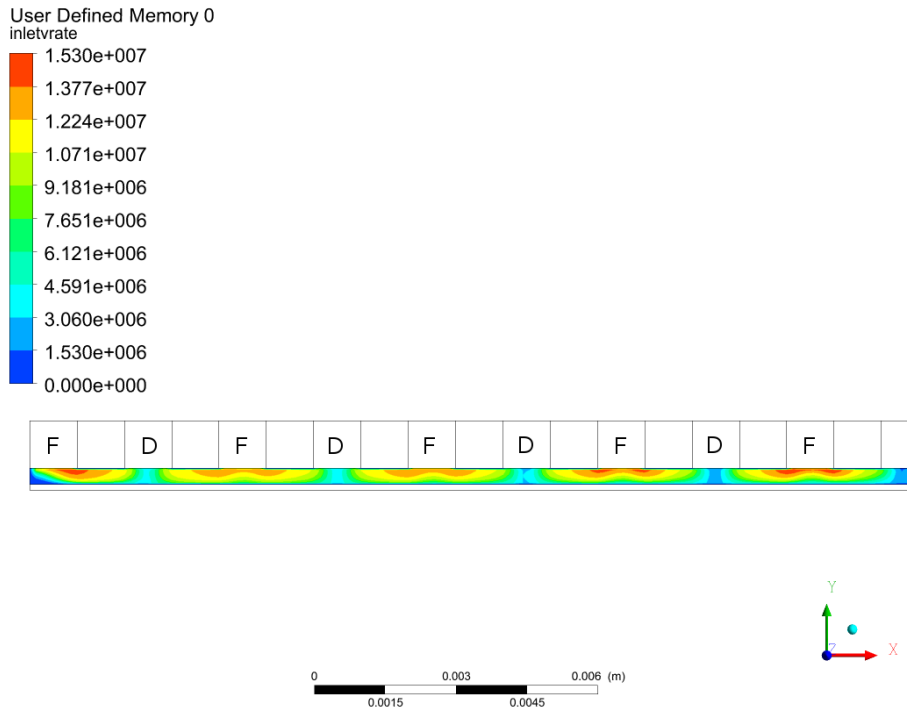 User Defined Memory 0
inletvrate
1.530e+007
1.377e+007
1.224e+007
1.071e+007
9.181e+006
7.651e+006
6.121e+006
4.591e+006
3.060e+006
1.530e+006
0.000e+000
F D F D F D F D F
Y
Z X
0 0.003 0.006 (m)
0.0015 0.0045